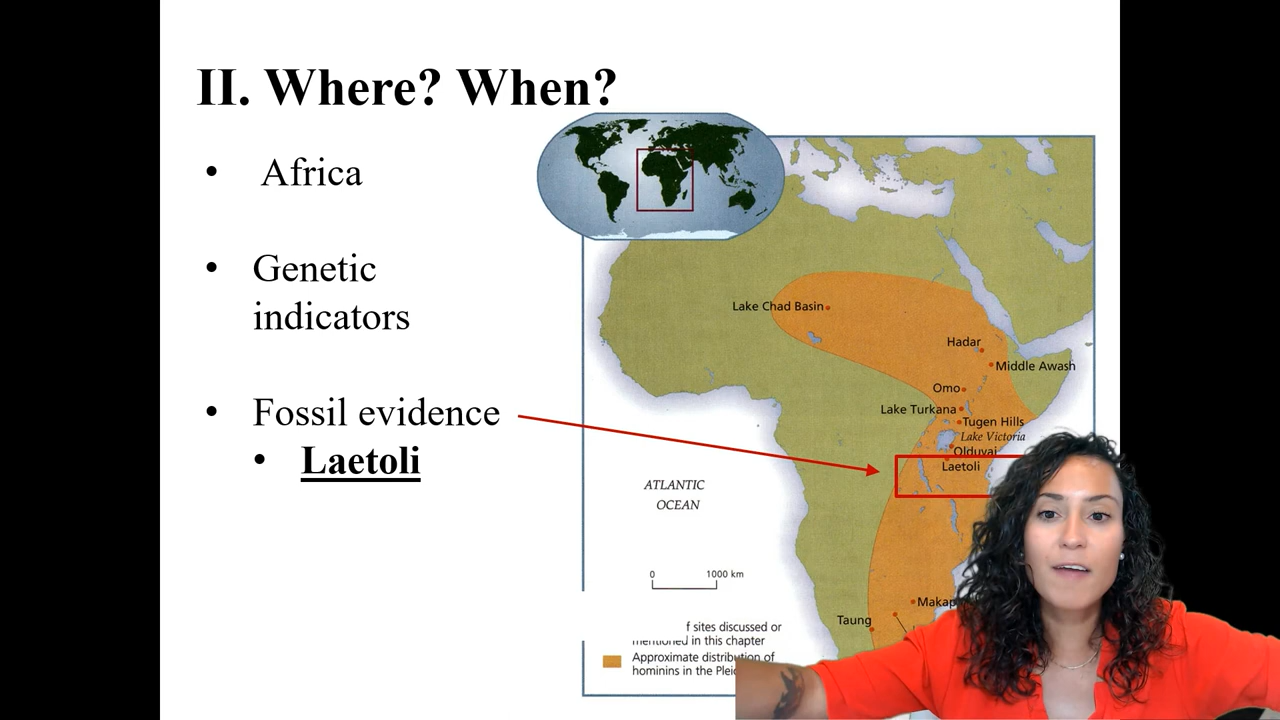 II. Where? When?
• Africa
• Genetic
indicators
• Fossil evidence
• Laetoli
Lake Chad Basin
Hadar
Middle Awash
Omo
Lake Turkana
Tugen Hills
Lake Victoria
Olduvai
Laetoli
ATLANTIC
OCEAN
0 1000 km
Taung
f sites discussed or
mentioned in this chapter
Approximate distribution of
hominins in the